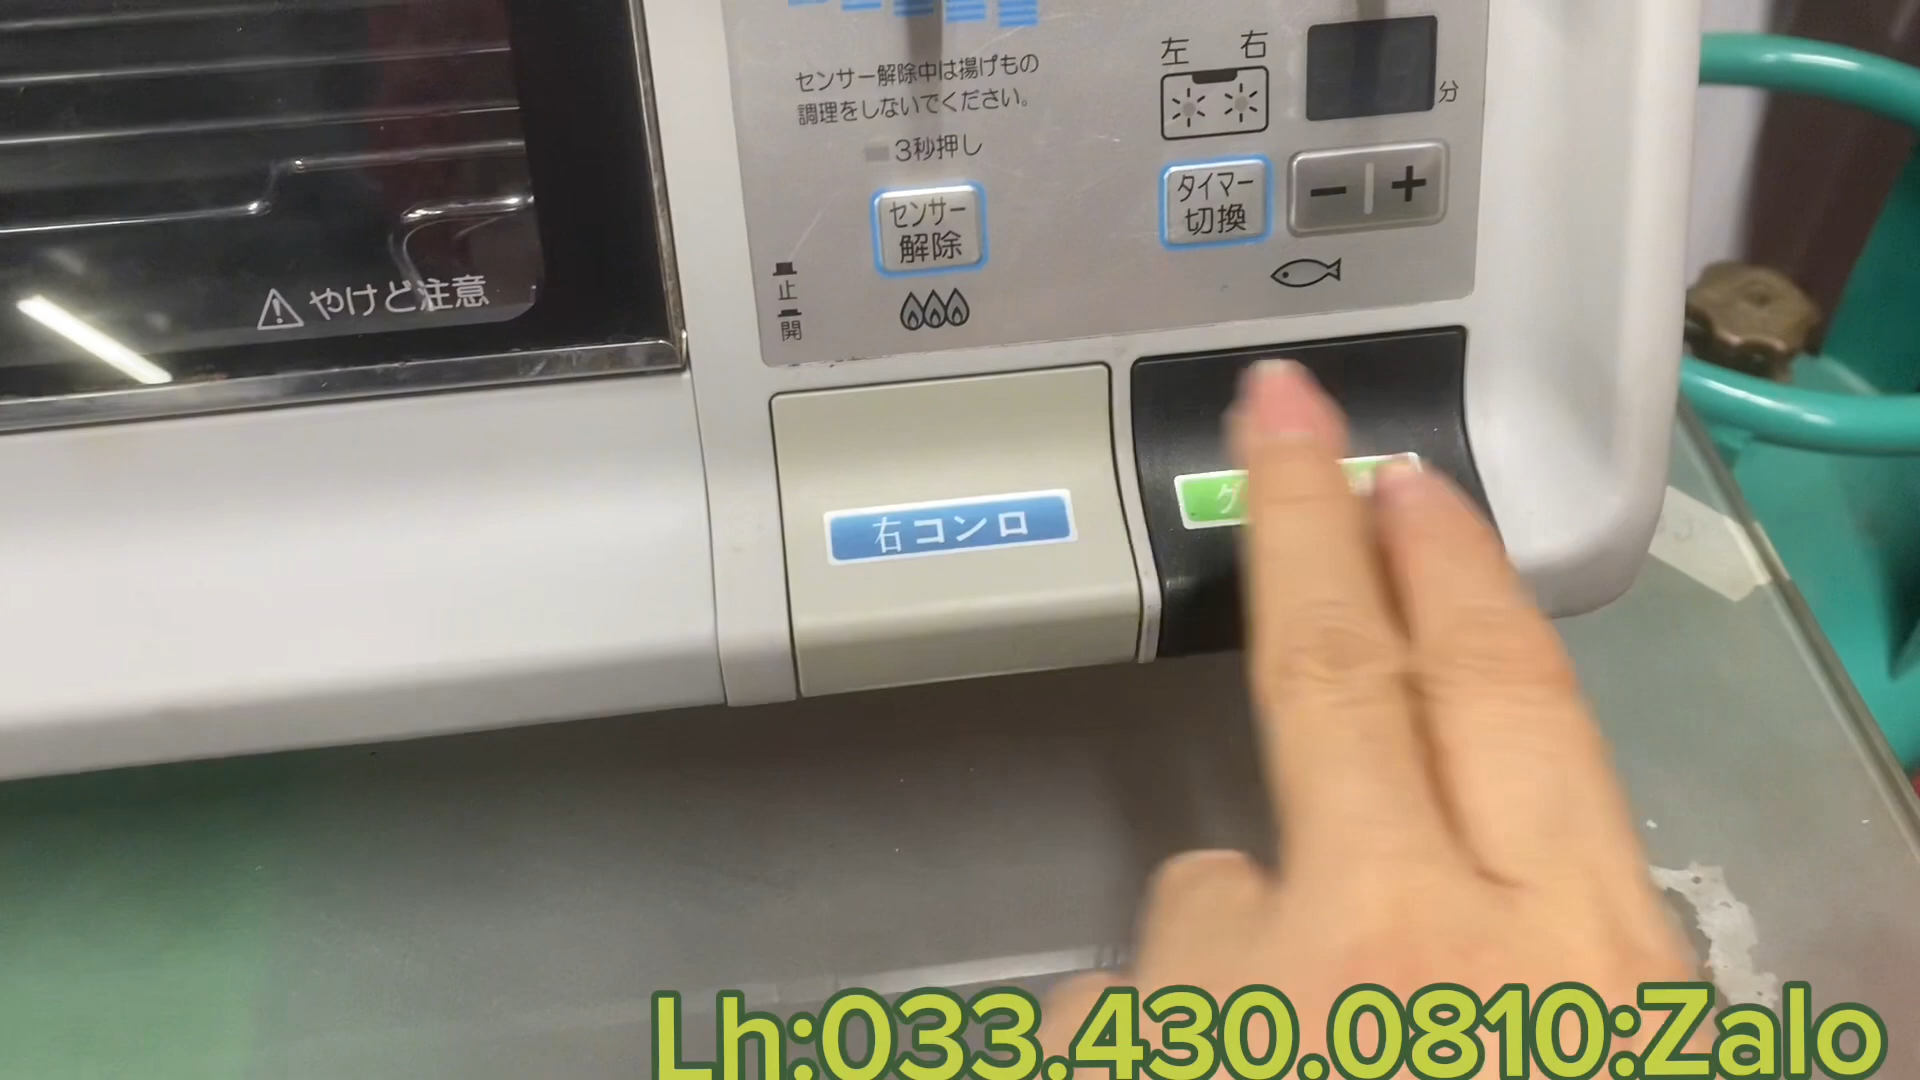 センサー解除中は揚げもの
調理をしないでください。
3秒押し
センサー
解除
止
開
左 右
分
タイマー
切換
− +
やけど注意
右コンロ
グ
Lh:033.430.0810:Zalo